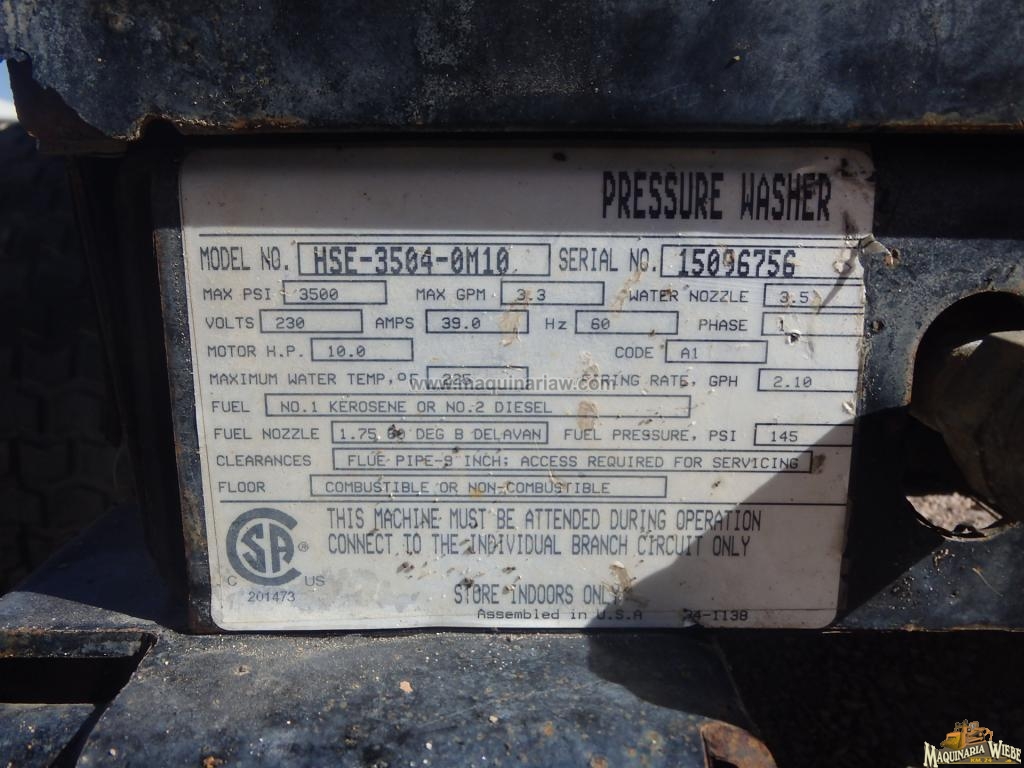 PRESSURE WASHER
MODEL NO. HSE-3504-0M10 SERIAL NO. 15096756
MAX PSI 3500 MAX GPM 3.3 WATER NOZZLE 3.5
VOLTS 230 AMPS 39.0 Hz 60 PHASE 1
MOTOR H.P. 10.0 CODE A1
MAXIMUM WATER TEMP,°F 225 RATE, GPH 2.10
www.maquinariaw.com
FUEL NO.1 KEROSENE OR NO.2 DIESEL
FUEL NOZZLE 1.75 60 DEG B DELAVAN FUEL PRESSURE, PSI 145
CLEARANCES FLUE PIPE-9 INCH; ACCESS REQUIRED FOR SERVICING
FLOOR COMBUSTIBLE OR NON-COMBUSTIBLE
THIS MACHINE MUST BE ATTENDED DURING OPERATION
CONNECT TO THE INDIVIDUAL BRANCH CIRCUIT ONLY
CSA ®
C US
201473
STORE INDOORS ONLY
Assembled in U.S.A
MAQUINARIA WIEBE
KM. 24